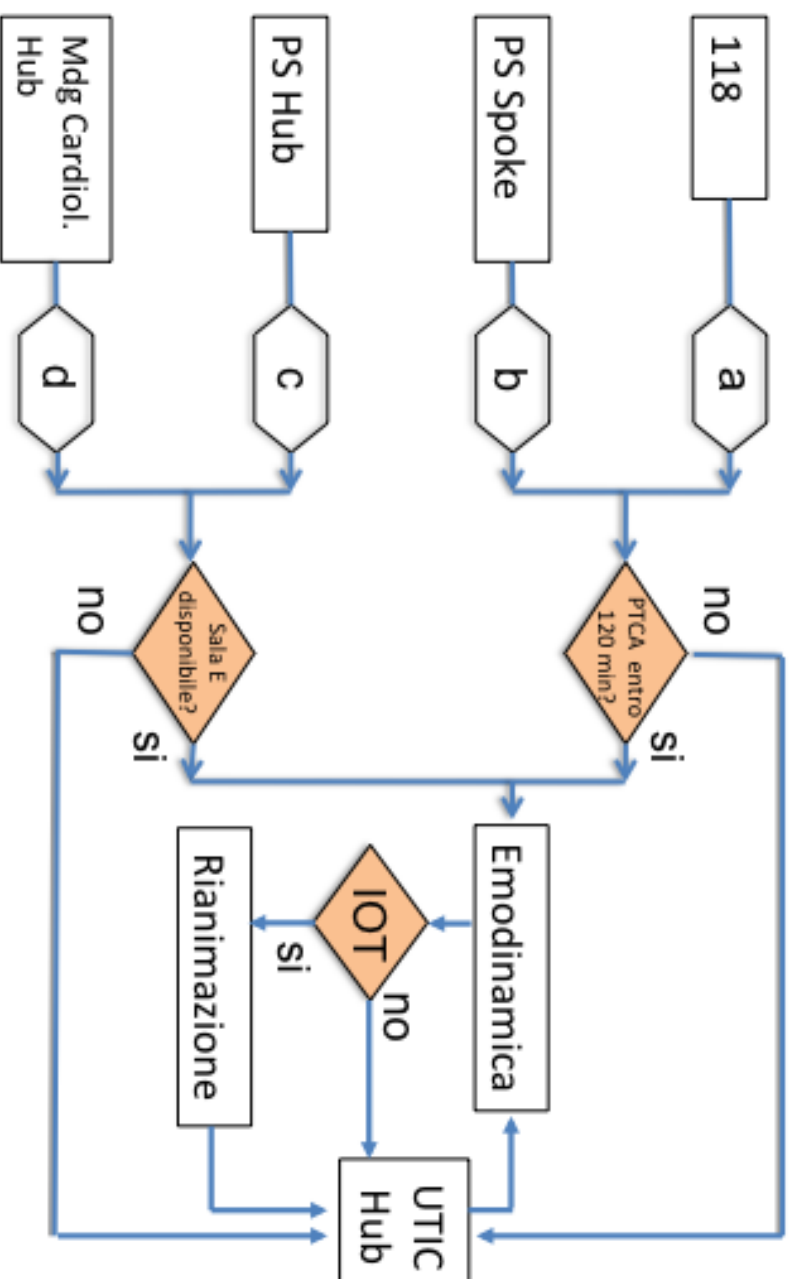 118
a
PTCA entro
120 min?
no
si
PS Spoke
b
Emodinamica
UTIC
Hub
IOT
no
si
PS Hub
c
Rianimazione
Sala E
disponibile?
si
no
Mdg Cardiol.
Hub
d